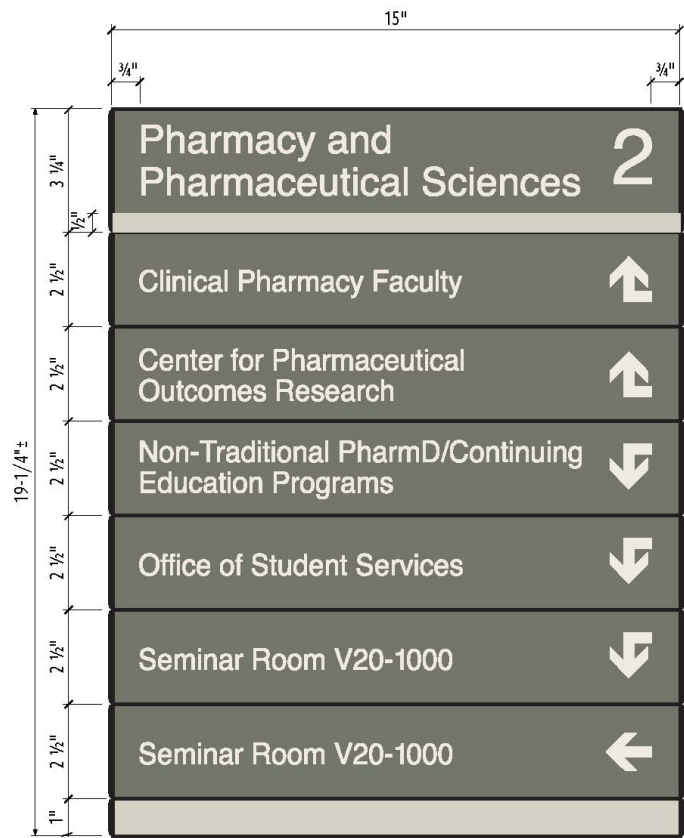 15"
¾"
¾"
Pharmacy and
Pharmaceutical Sciences
2
3 ¼"
½"
Clinical Pharmacy Faculty
2 ½"
Center for Pharmaceutical
Outcomes Research
2 ½"
Non-Traditional PharmD/Continuing
Education Programs
2 ½"
19-1/4"±
Office of Student Services
2 ½"
Seminar Room V20-1000
2 ½"
Seminar Room V20-1000
2 ½"
1"